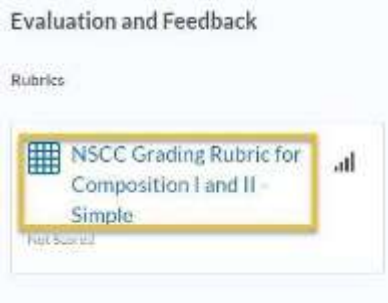 Evaluation and Feedback
Rubrics
NSCC Grading Rubric for
Composition I and II -
Simple
Not Scored